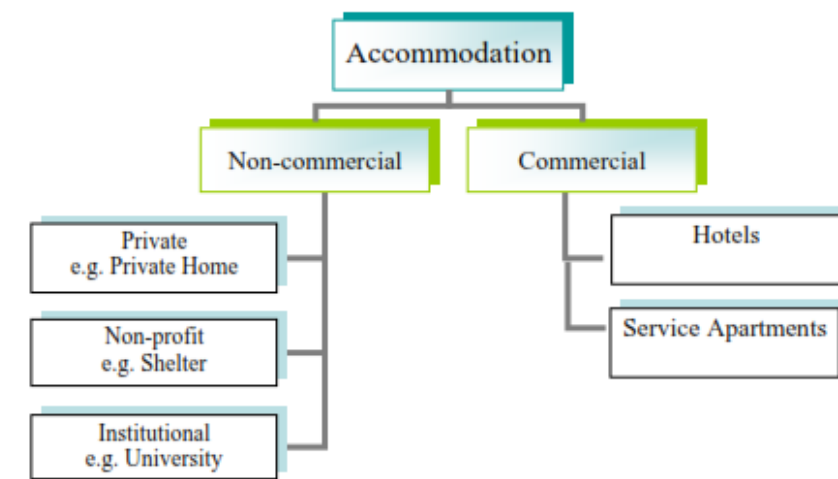 Accommodation
Non-commercial
Commercial
Private
e.g. Private Home
Non-profit
e.g. Shelter
Institutional
e.g. University
Hotels
Service Apartments